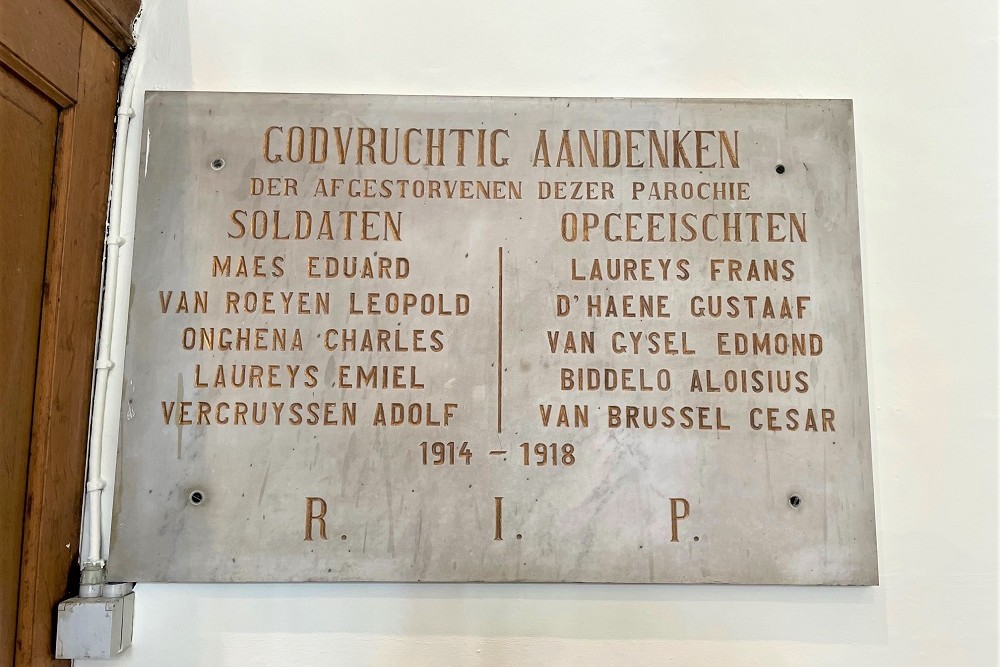 GODVRUCHTIG AANDENKEN
DER AFGESTORVENEN DEZER PAROCHIE
SOLDATEN
MAES EDUARD
VAN ROEYEN LEOPOLD
ONGHENA CHARLES
LAUREYS EMIEL
VERCRUYSSEN ADOLF
OPGEEISCHTEN
LAUREYS FRANS
D'HAENE GUSTAAF
VAN GYSEL EDMOND
BIDDELO ALOISIUS
VAN BRUSSEL CESAR
1914 – 1918
R. I. P.